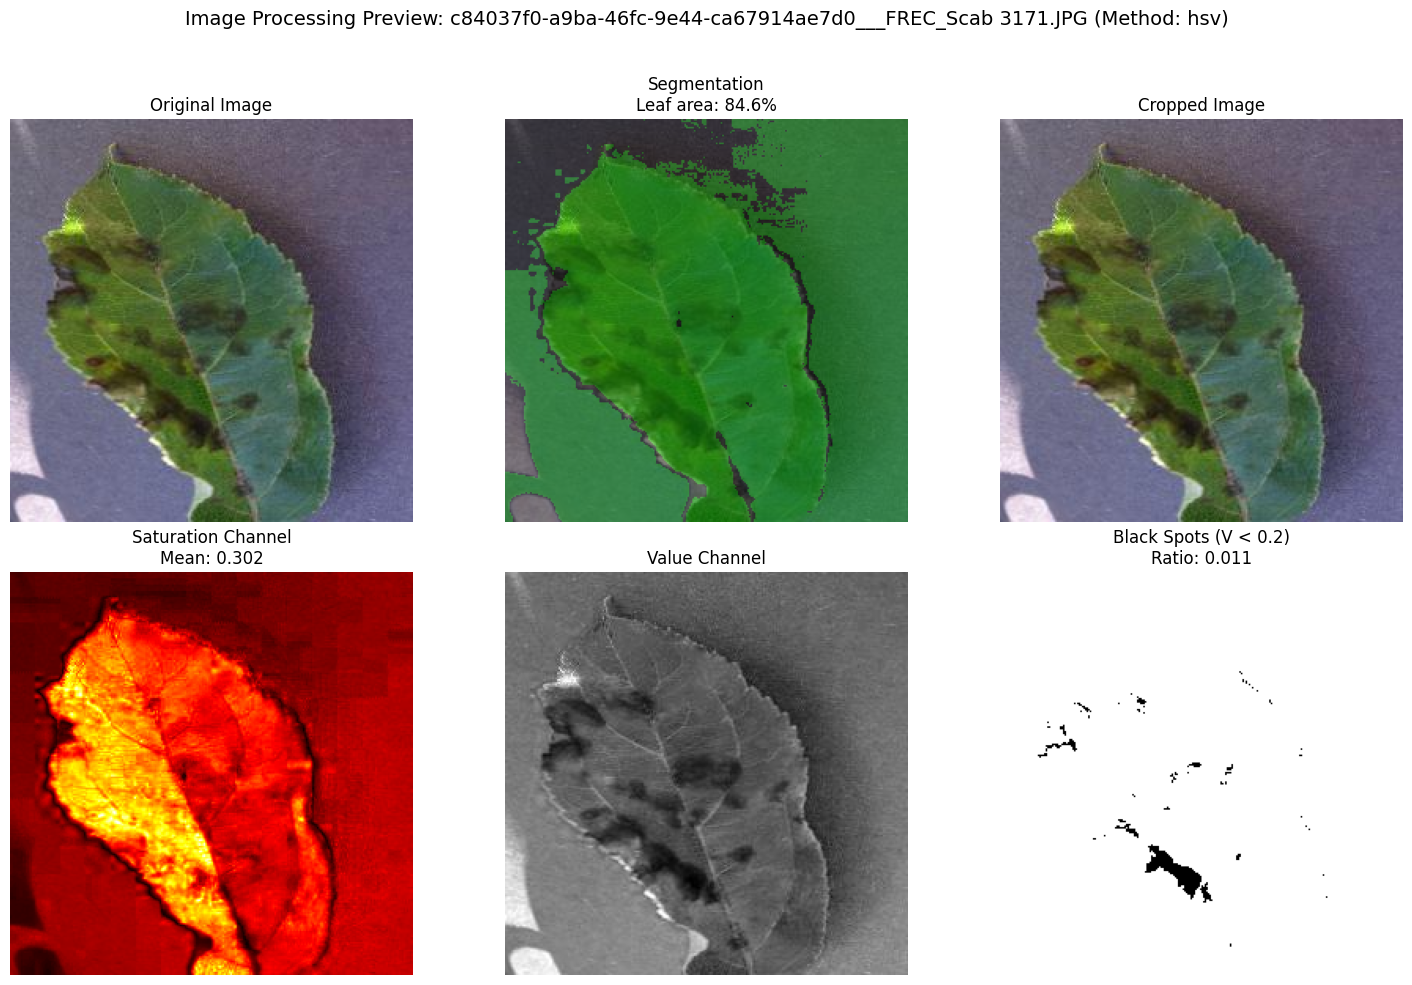 Image Processing Preview: c84037f0-a9ba-46fc-9e44-ca67914ae7d0___FREC_Scab 3171.JPG (Method: hsv)
Original Image
Segmentation
Leaf area: 84.6%
Cropped Image
Saturation Channel
Mean: 0.302
Value Channel
Black Spots (V < 0.2)
Ratio: 0.011